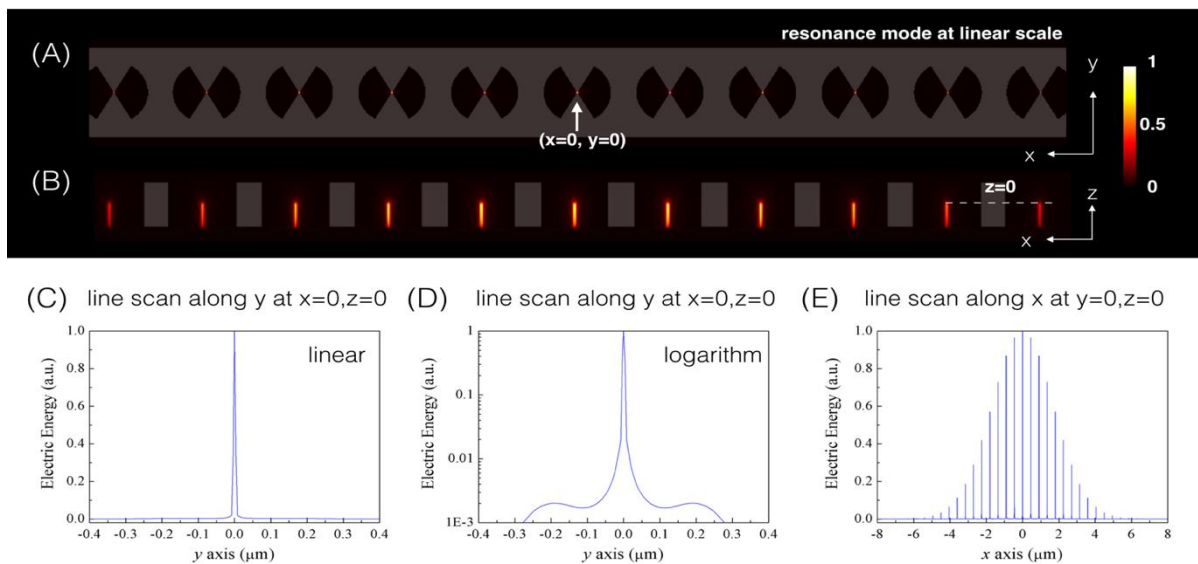 resonance mode at linear scale
(A)
y
1
0.5
0
(x=0, y=0)
x
(B)
z=0
z
x
(C) line scan along y at x=0,z=0
linear
Electric Energy (a.u.)
1.0
0.8
0.6
0.4
0.2
0.0
-0.4 -0.3 -0.2 -0.1 0.0 0.1 0.2 0.3 0.4
y axis (μm)
(D) line scan along y at x=0,z=0
logarithm
Electric Energy (a.u.)
1
0.1
0.01
1E-3
-0.4 -0.3 -0.2 -0.1 0.0 0.1 0.2 0.3 0.4
y axis (μm)
(E) line scan along x at y=0,z=0
Electric Energy (a.u.)
1.0
0.8
0.6
0.4
0.2
0.0
-8 -6 -4 -2 0 2 4 6 8
x axis (μm)